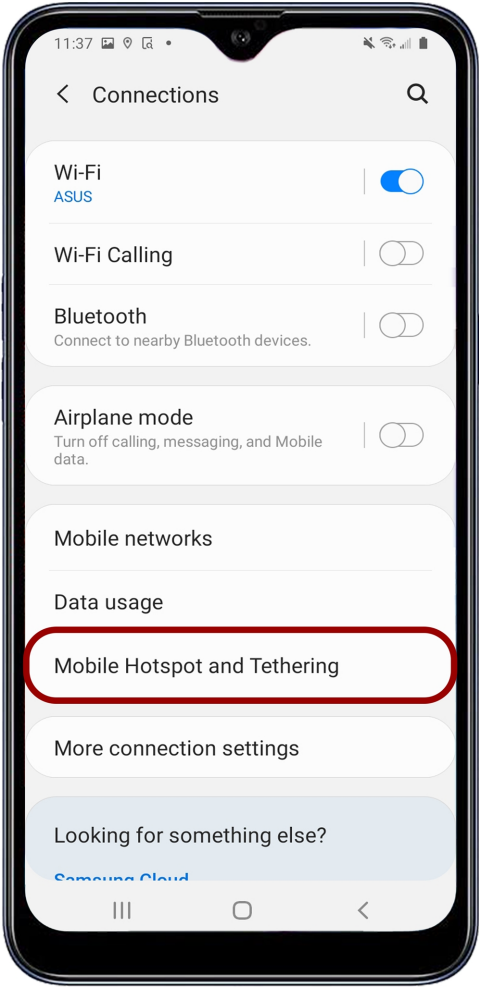 11:37
Connections
Wi-Fi
ASUS
Wi-Fi Calling
Bluetooth
Connect to nearby Bluetooth devices.
Airplane mode
Turn off calling, messaging, and Mobile
data.
Mobile networks
Data usage
Mobile Hotspot and Tethering
More connection settings
Looking for something else?
Samsung Cloud